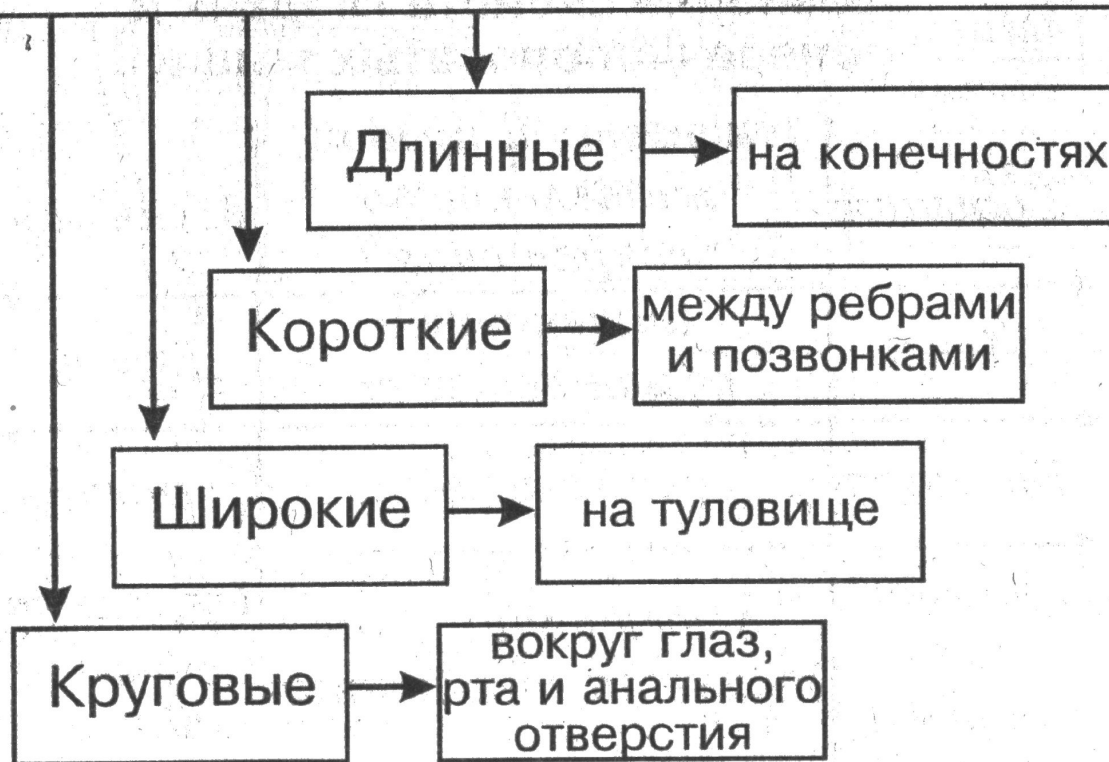 Длинные
на конечностях
Короткие
между ребрами
и позвонками
Широкие
на туловище
Круговые
вокруг глаз,
рта и анального
отверстия